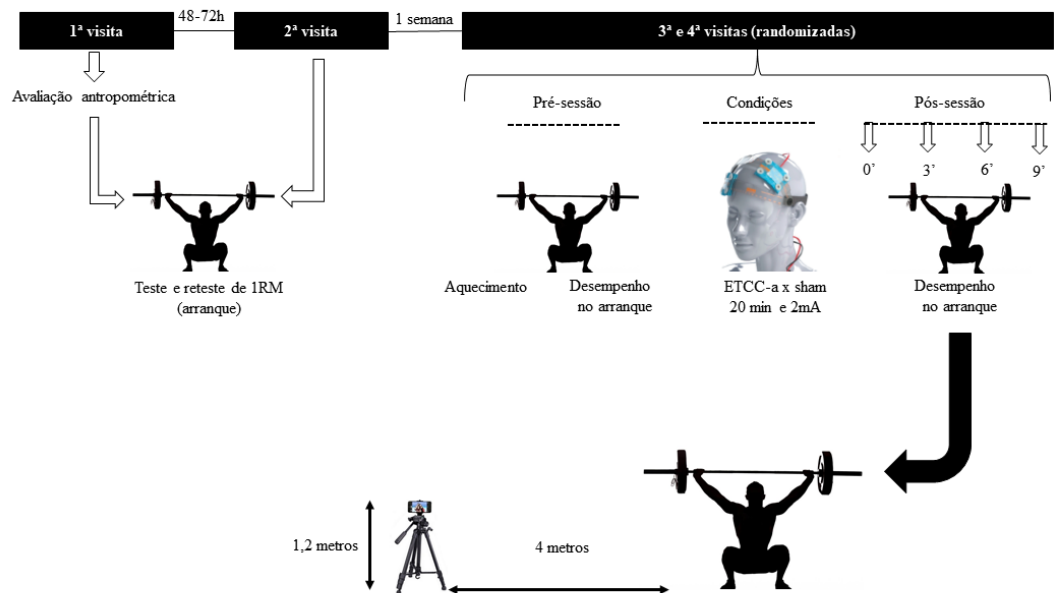 48-72h
1 semana
1ª visita
2ª visita
3ª e 4ª visitas (randomizadas)
Avaliação antropométrica
Pré-sessão
Condições
Pós-sessão
0’
3’
6’
9’
Teste e reteste de 1RM
(arranque)
Aquecimento
Desempenho
no arranque
ETCC-a x sham
20 min e 2mA
Desempenho
no arranque
1,2 metros
4 metros